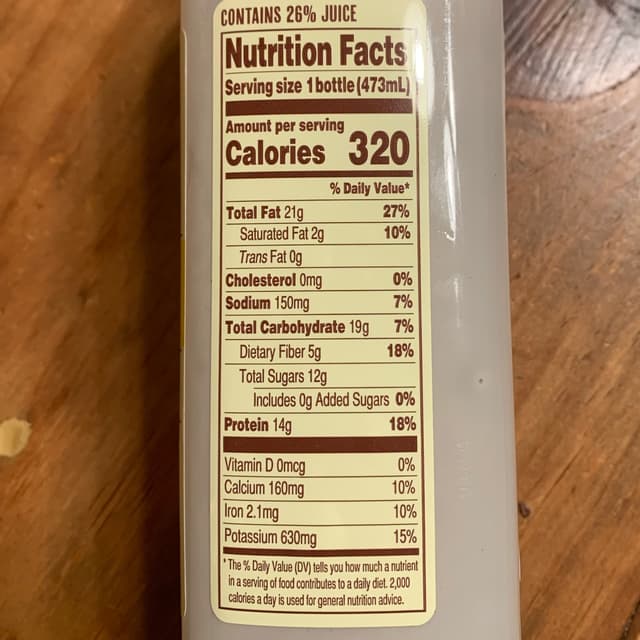 CONTAINS 26% JUICE
Nutrition Facts
Serving size 1 bottle (473mL)
Amount per serving
Calories 320
% Daily Value*
Total Fat 21g 27%
Saturated Fat 2g 10%
Trans Fat 0g
Cholesterol 0mg 0%
Sodium 150mg 7%
Total Carbohydrate 19g 7%
Dietary Fiber 5g 18%
Total Sugars 12g
Includes 0g Added Sugars 0%
Protein 14g 18%
Vitamin D 0mcg 0%
Calcium 160mg 10%
Iron 2.1mg 10%
Potassium 630mg 15%
* The % Daily Value (DV) tells you how much a nutrient
in a serving of food contributes to a daily diet. 2,000
calories a day is used for general nutrition advice.